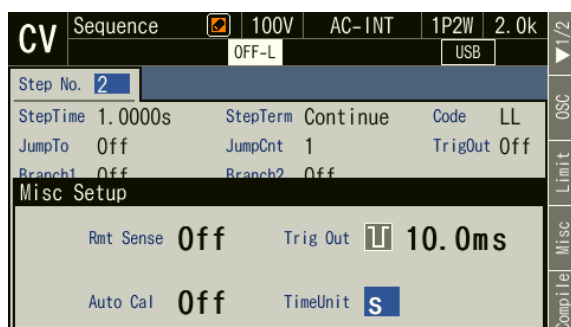 CV Sequence 100V AC-INT 1P2W 2.0k
OFF-L USB
Step No. 2
StepTime 1.0000s StepTerm Continue Code LL
JumpTo Off JumpCnt 1 TrigOut Off
Branch1 Off Branch2 Off
Misc Setup
Rmt Sense Off Trig Out 10.0ms
Auto Cal Off TimeUnit s
▼1/2
OSC
Limit
Misc
Compile